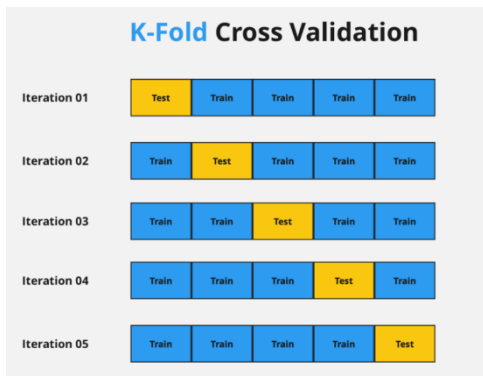 K-Fold Cross Validation
Iteration 01 Test Train Train Train Train
Iteration 02 Train Test Train Train Train
Iteration 03 Train Train Test Train Train
Iteration 04 Train Train Train Test Train
Iteration 05 Train Train Train Train Test